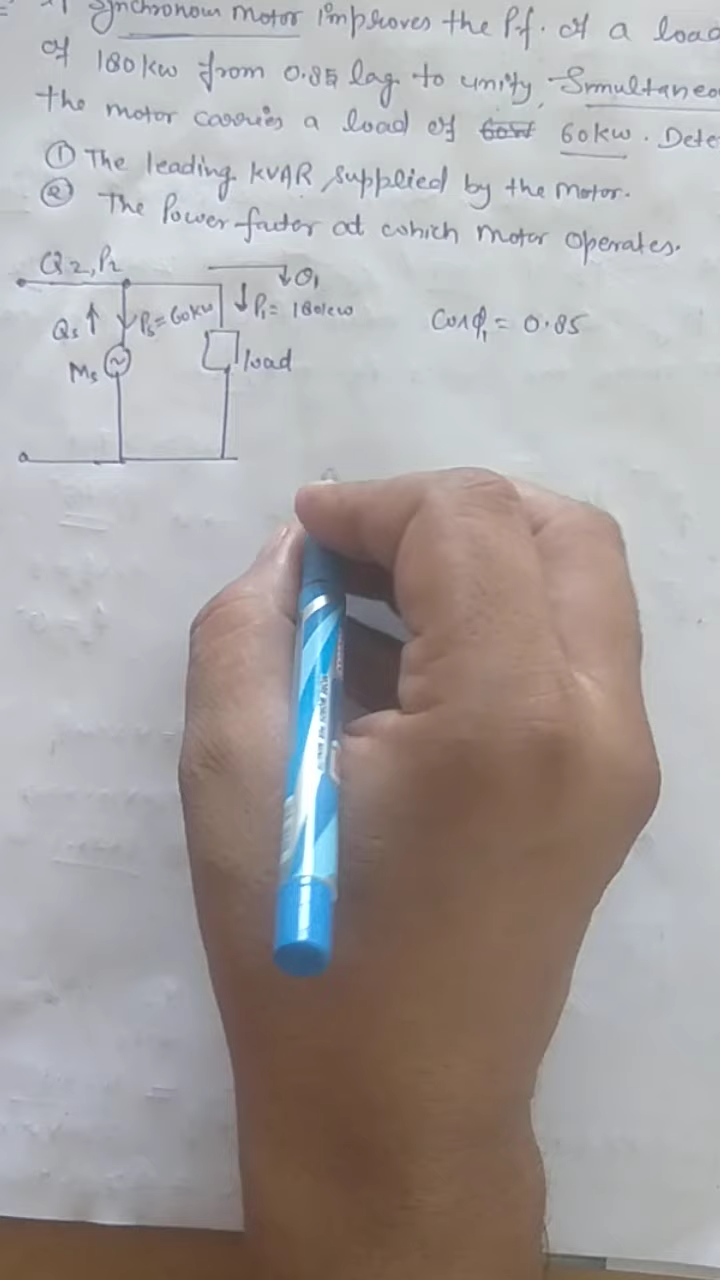 Synchronous motor improves the P.f. of a load
of 180 kw from 0.85 lag to unity, Simultaneo
the motor carries a load of 60kw. Dete
① The leading KVAR supplied by the motor.
② The Power factor at which motor operates.
Q2, P2
Q1
Qs
Ps = 60kw
P1 = 180kw
Cosφ1 = 0.85
Ms
load